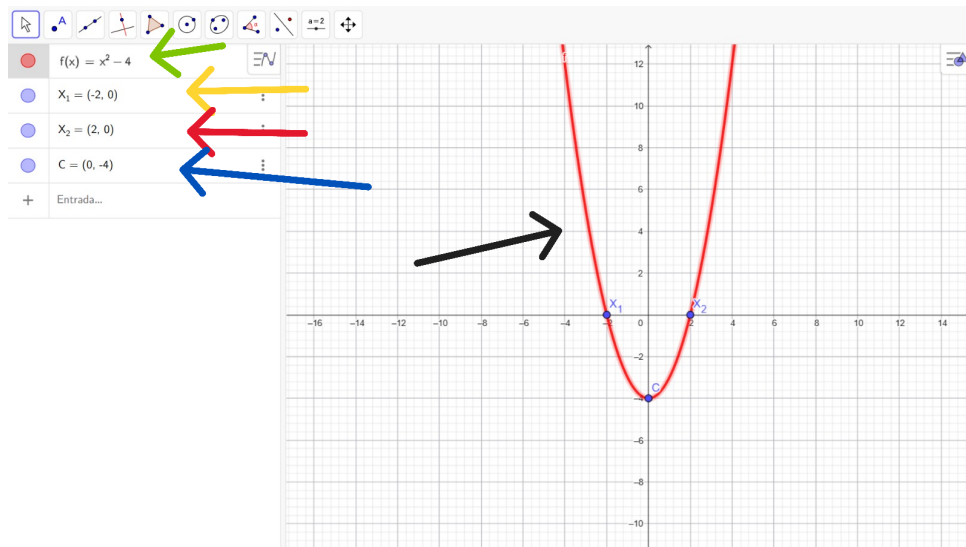 A
a=2
f(x) = x² − 4
X₁ = (-2, 0)
X₂ = (2, 0)
C = (0, -4)
+ Entrada...
f
12
10
8
6
4
2
X₁ X₂
−16 −14 −12 −10 −8 −6 −4 −2 0 2 4 6 8 10 12 14
−2
C
−4
−6
−8
−10